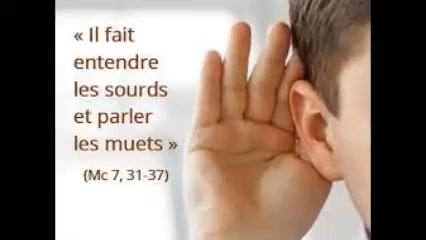 « Il fait
entendre
les sourds
et parler
les muets »
(Mc 7, 31-37)